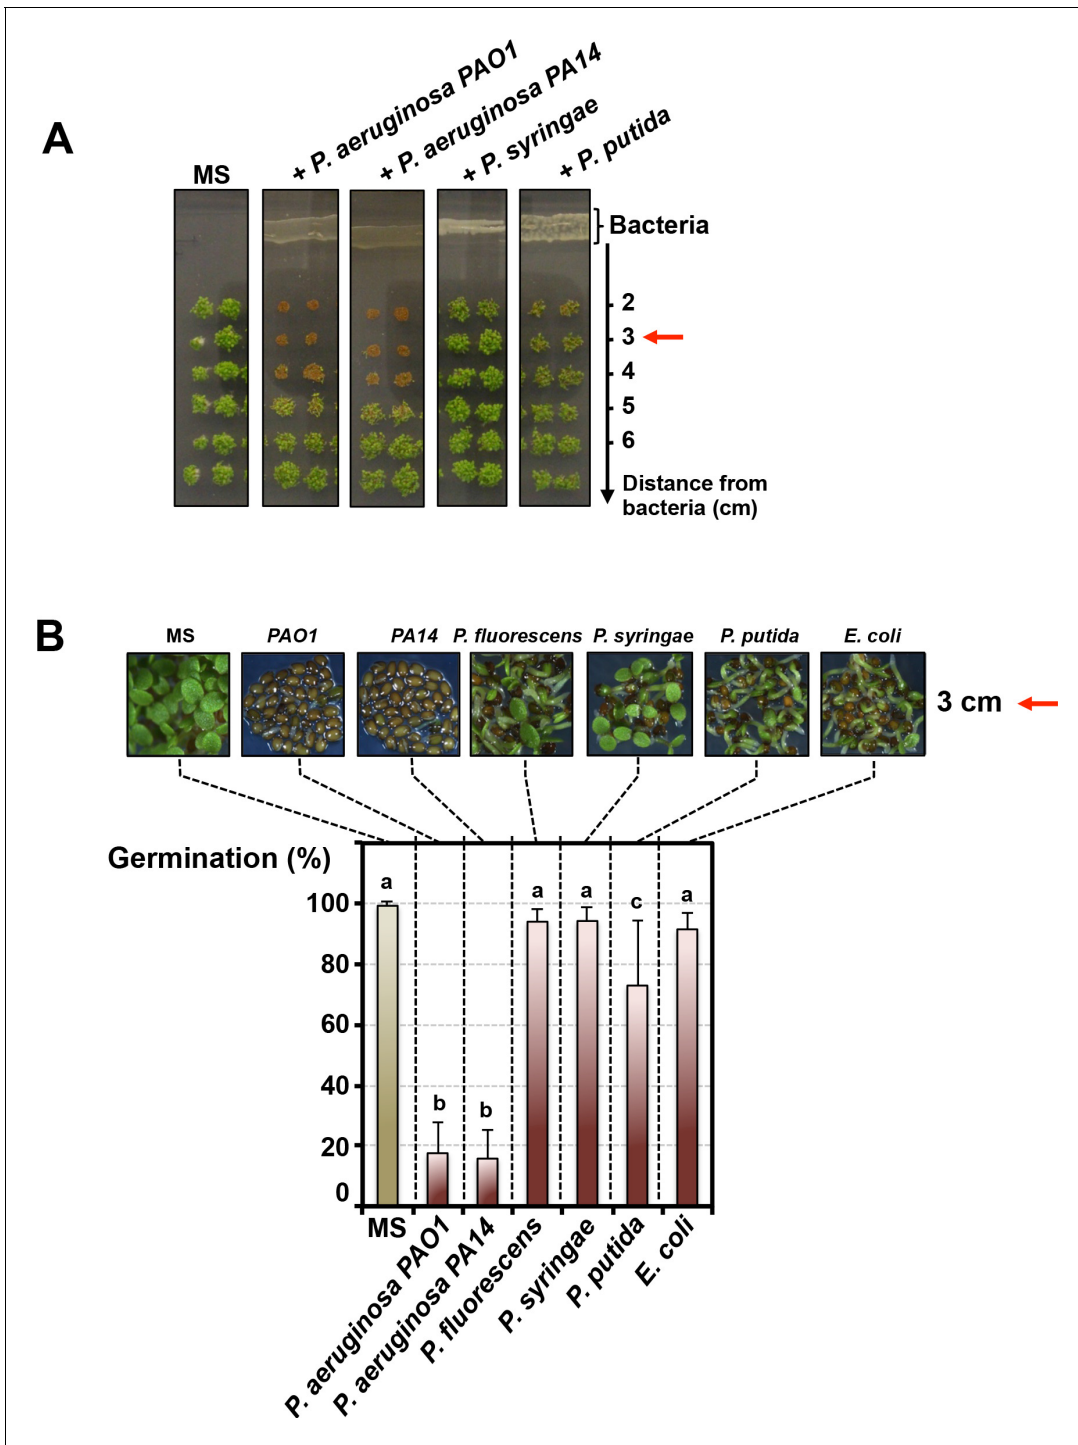 A
MS
+ P. aeruginosa PAO1
+ P. aeruginosa PA14
+ P. syringae
+ P. putida
Bacteria
2
3
4
5
6
Distance from
bacteria (cm)
B
MS PAO1 PA14 P. fluorescens P. syringae P. putida E. coli
3 cm
Germination (%)
100
80
60
40
20
0
a b b a a c a
MS
P. aeruginosa PAO1
P. aeruginosa PA14
P. fluorescens
P. syringae
P. putida
E. coli